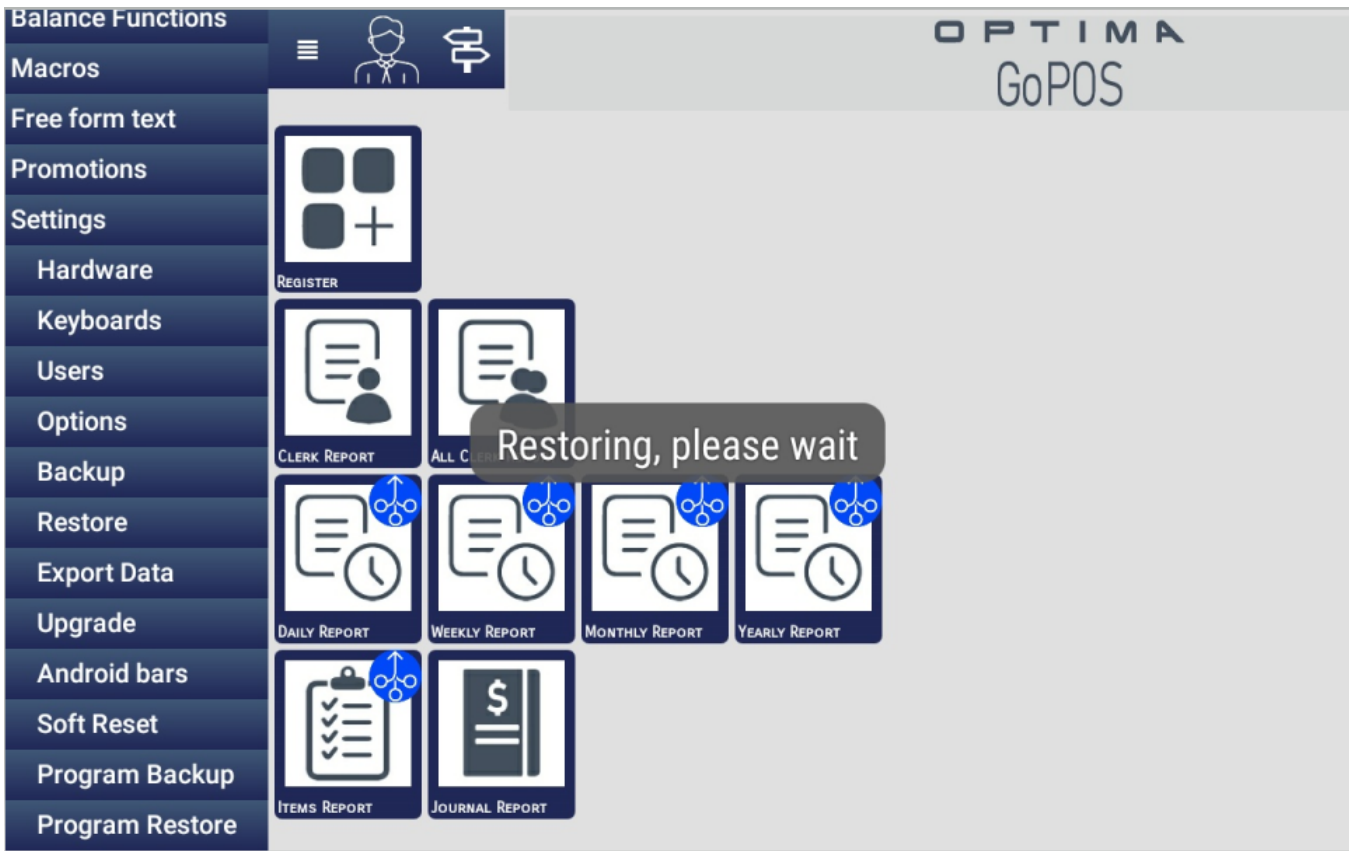 Balance Functions
Macros
Free form text
Promotions
Settings
Hardware
Keyboards
Users
Options
Backup
Restore
Export Data
Upgrade
Android bars
Soft Reset
Program Backup
Program Restore
OPTIMA
GoPOS
REGISTER
CLERK REPORT
ALL
Restoring, please wait
DAILY REPORT
WEEKLY REPORT
MONTHLY REPORT
YEARLY REPORT
$
ITEMS REPORT
JOURNAL REPORT